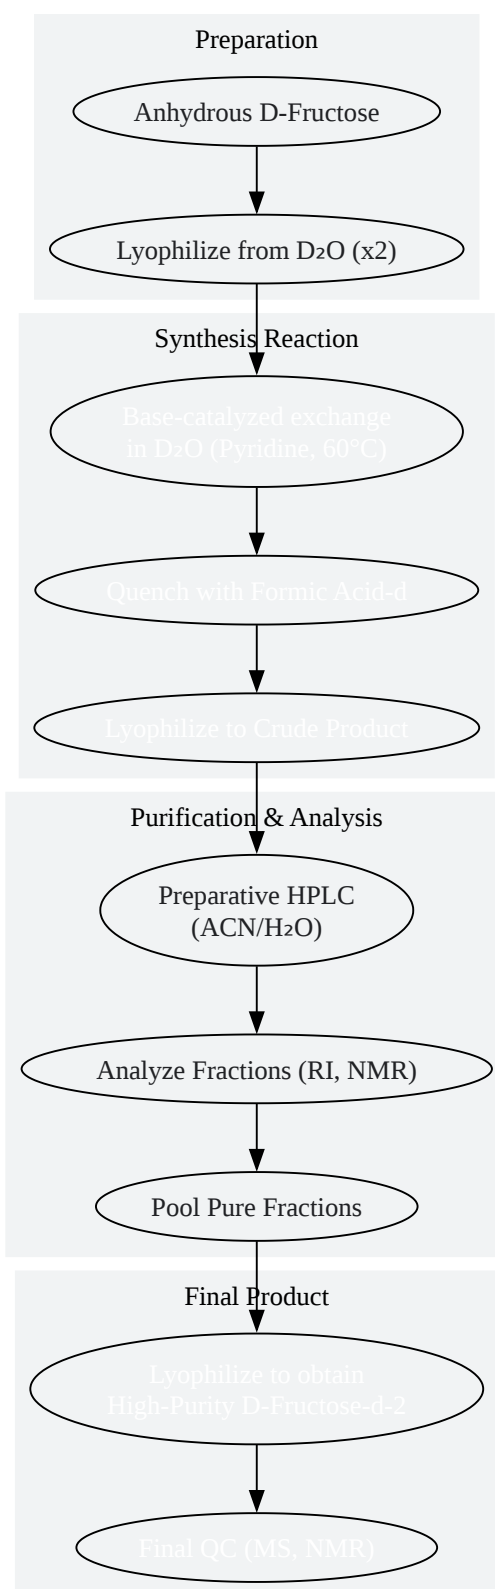 Preparation
Anhydrous D-Fructose
Lyophilize from D₂O (x2)
Synthesis Reaction
Base-catalyzed exchange
in D₂O (Pyridine, 60°C)
Quench with Formic Acid-d
Lyophilize to Crude Product
Purification & Analysis
Preparative HPLC
(ACN/H₂O)
Analyze Fractions (RI, NMR)
Pool Pure Fractions
Final Product
Lyophilize to obtain
High-Purity D-Fructose-d-2
Final QC (MS, NMR)